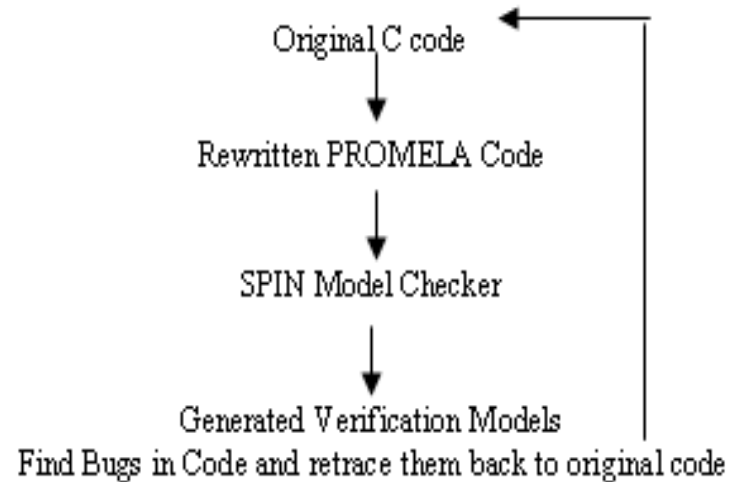 Original C code
Rewritten PROMELA Code
SPIN Model Checker
Generated Verification Models
Find Bugs in Code and retrace them back to original code